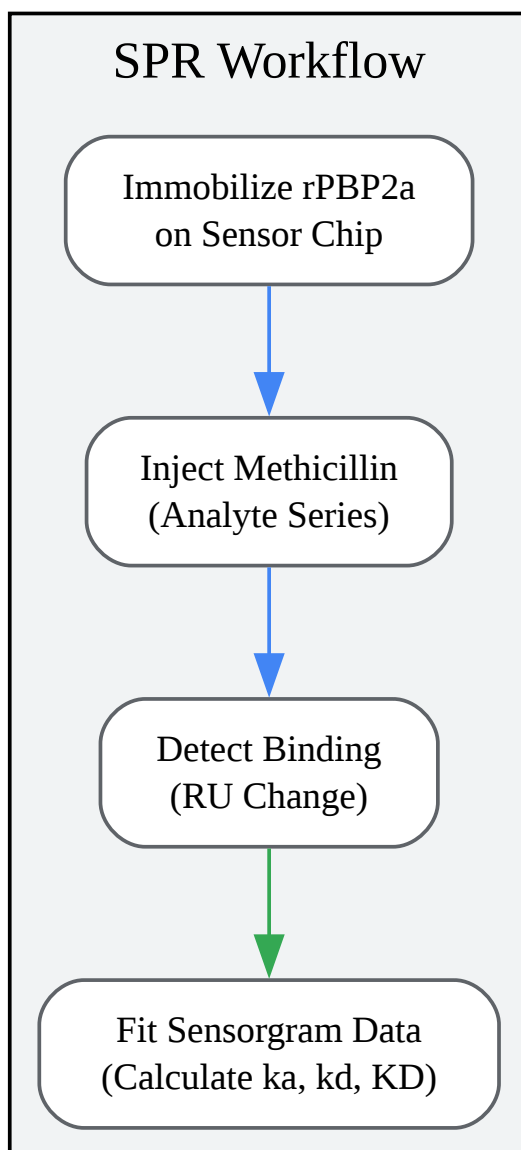 SPR Workflow
Immobilize rPBP2a
on Sensor Chip
Inject Methicillin
(Analyte Series)
Detect Binding
(RU Change)
Fit Sensorgram Data
(Calculate ka, kd, KD)